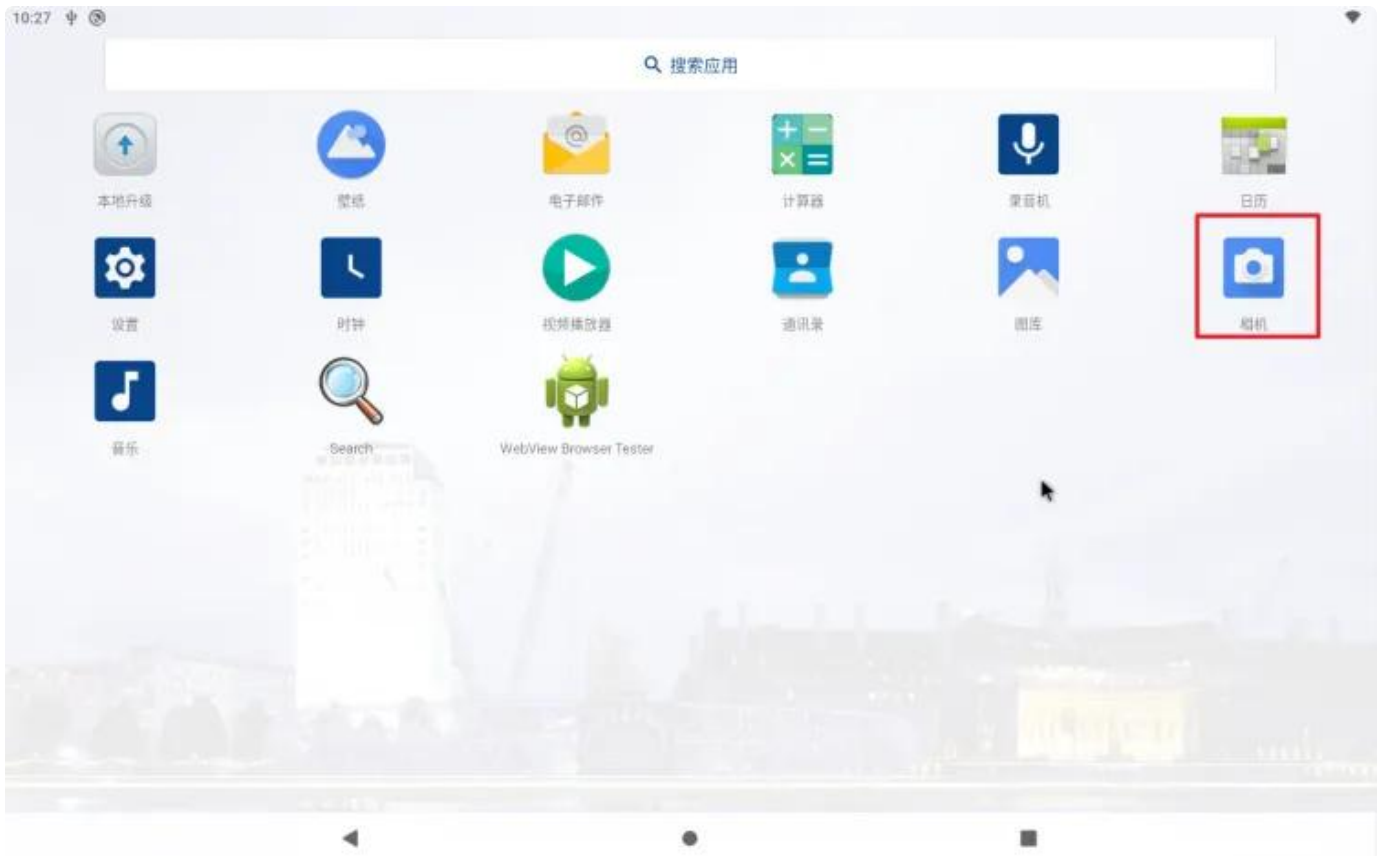 10:27
搜索应用
本地升级
壁纸
电子邮件
计算器
录音机
日历
设置
时钟
视频播放器
通讯录
图库
相机
音乐
Search
WebView Browser Tester